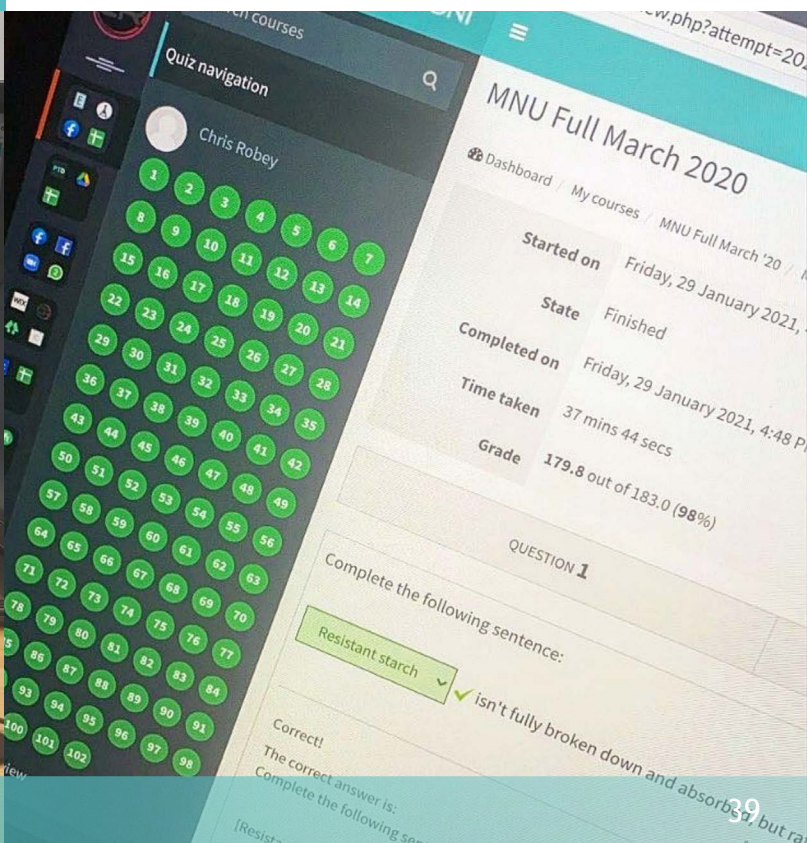 courses
Quiz navigation
Chris Robey
1 2 3 4 5 6 7
8 9 10 11 12 13 14
15 16 17 18 19 20 21
22 23 24 25 26 27 28
29 30 31 32 33 34 35
36 37 38 39 40 41 42
43 44 45 46 47 48 49
50 51 52 53 54 55 56
57 58 59 60 61 62 63
64 65 66 67 68 69 70
71 72 73 74 75 76 77
78 79 80 81 82 83 84
86 87 88 89 90 91
93 94 95 96 97 98
100 101 102
.php?attempt=202
MNU Full March 2020
Dashboard / My courses / MNU Full March '20 /
Started on Friday, 29 January 2021,
State Finished
Completed on Friday, 29 January 2021, 4:48 P
Time taken 37 mins 44 secs
Grade 179.8 out of 183.0 (98%)
QUESTION 1
Complete the following sentence:
Resistant starch isn't fully broken down and absorbed, but ra
Correct!
The correct answer is:
Complete the following sen
[Resista
39